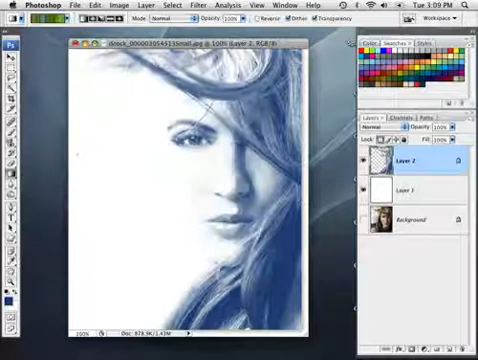 Photoshop File Edit Image Layer Select Filter Analysis View Window Help Tue 3:09 PM
Mode: Normal Opacity: 100% Reverse Dither Transparency Workspace
iStock_000003045413Small.jpg @ 100% (Layer 2, RGB/8)
Color Swatches Styles
Layers Channels Paths
Normal Opacity: 100%
Lock: Fill: 100%
Layer 2
Layer 1
Background
100% Doc: 878.9K/1.43M